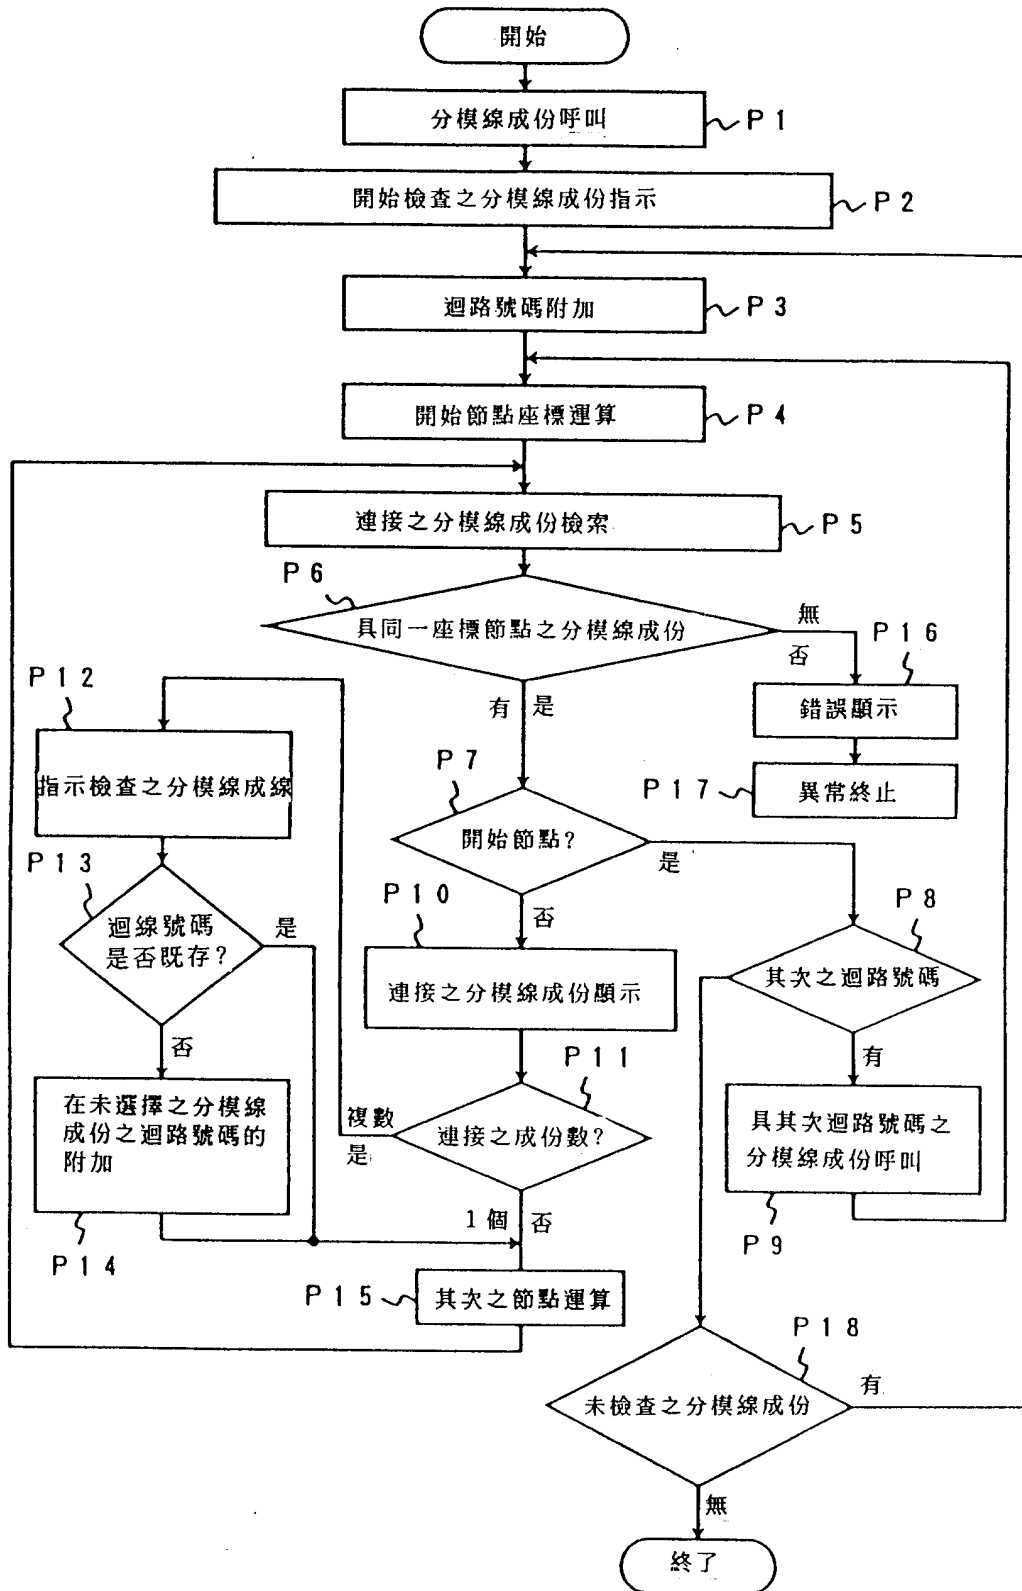 開始
分模線成份呼叫
P1
開始檢查之分模線成份指示
P2
迴路號碼附加
P3
開始節點座標運算
P4
連接之分模線成份檢索
P5
P6
具同一座標節點之分模線成份
無
否
P16
有 是
錯誤顯示
P12
指示檢查之分模線成線
P7
P17
異常終止
開始節點?
是
P13
迴線號碼
是否既存?
是
P10
否
P8
其次之迴路號碼
連接之分模線成份顯示
否
有
P11
在未選擇之分模線
成份之迴路號碼的
附加
複數
是
連接之成份數?
具其次迴路號碼之
分模線成份呼叫
1個 否
P14
P9
P15
其次之節點運算
P18
未檢查之分模線成份
有
無
終了